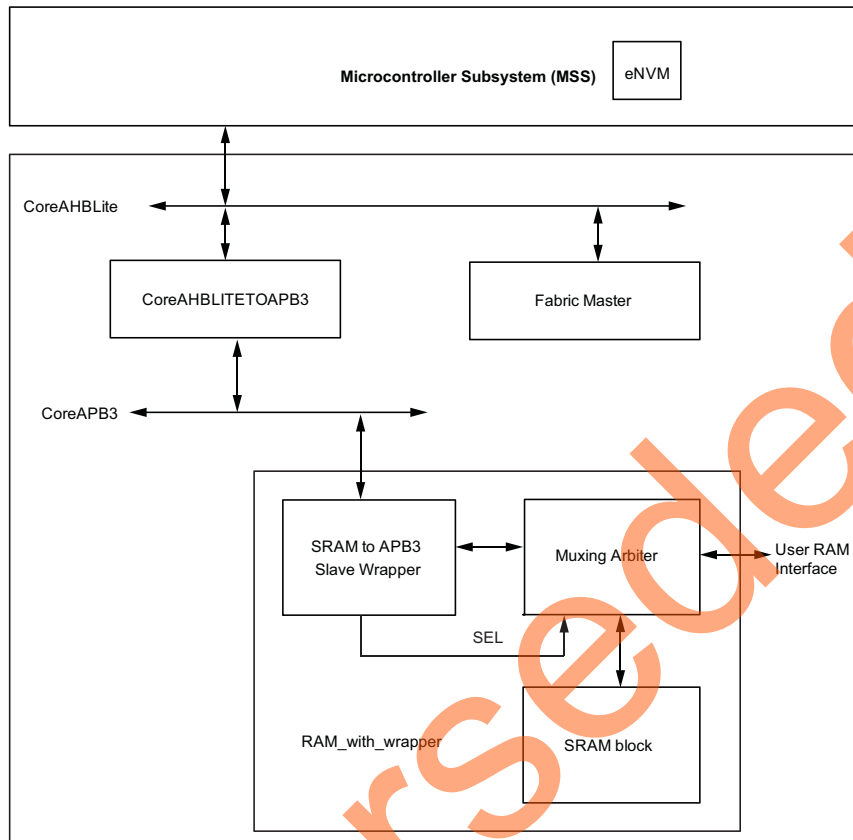 Microcontroller Subsystem (MSS)
eNVM
CoreAHBLite
CoreAHBLITETOAPB3
Fabric Master
CoreAPB3
SRAM to APB3
Slave Wrapper
Muxing Arbiter
User RAM
Interface
SEL
RAM_with_wrapper
SRAM block
rsede